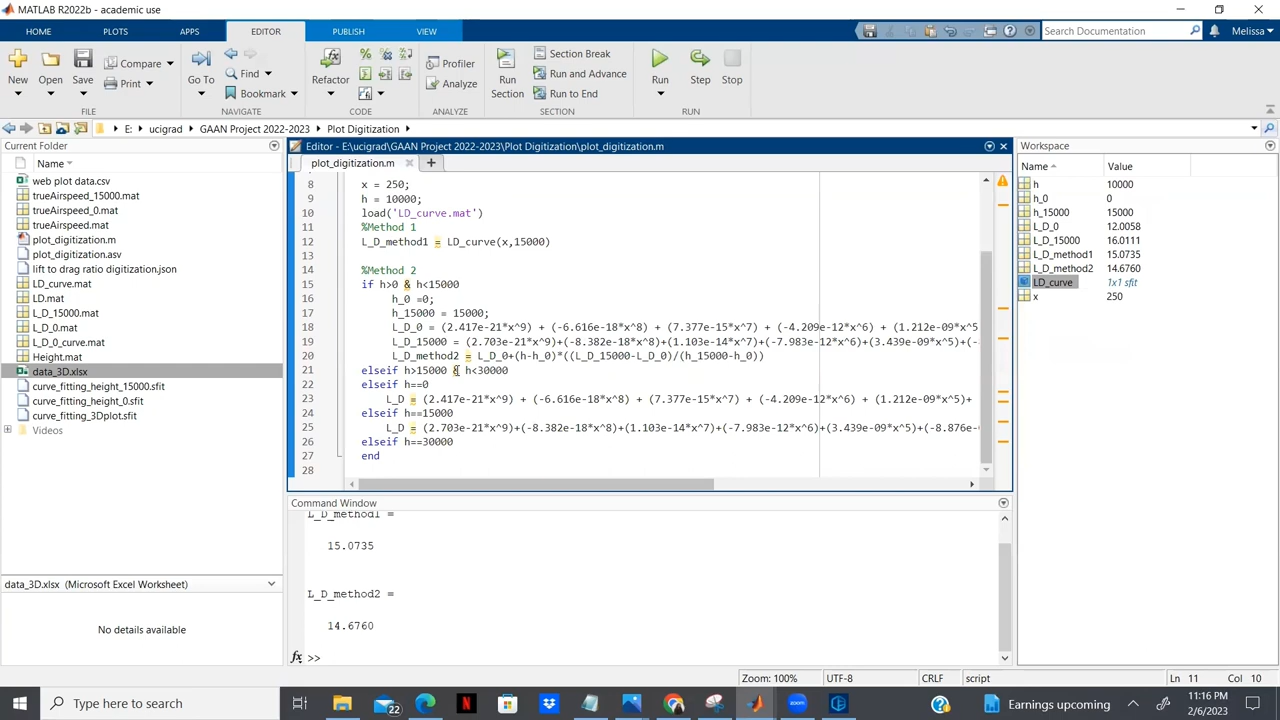 MATLAB R2022b - academic use
HOME PLOTS APPS EDITOR PUBLISH VIEW
Search Documentation
Melissa
New
Open
Save
Compare
Print
FILE
Go To
Find
Bookmark
NAVIGATE
Refactor
CODE
Profiler
Analyze
ANALYZE
Run
Section
Section Break
Run and Advance
Run to End
SECTION
Run
Step
Stop
RUN
E: ucigrad GAAN Project 2022-2023 Plot Digitization
Current Folder
Name
web plot data.csv
trueAirspeed_15000.mat
trueAirspeed_0.mat
trueAirspeed.mat
plot_digitization.m
plot_digitization.asv
lift to drag ratio digitization.json
LD_curve.mat
LD.mat
L_D_15000.mat
L_D_0.mat
L_D_0_curve.mat
Height.mat
data_3D.xlsx
curve_fitting_height_15000.sfit
curve_fitting_height_0.sfit
curve_fitting_3Dplot.sfit
Videos
data_3D.xlsx (Microsoft Excel Worksheet)
No details available
Editor - E:\ucigrad\GAAN Project 2022-2023\Plot Digitization\plot_digitization.m
plot_digitization.m
8 x = 250;
9 h = 10000;
10 load('LD_curve.mat')
11 %Method 1
12 L_D_method1 = LD_curve(x,15000)
13
14 %Method 2
15 if h>0 & h<15000
16 h_0 =0;
17 h_15000 = 15000;
18 L_D_0 = (2.417e-21*x^9) + (-6.616e-18*x^8) + (7.377e-15*x^7) + (-4.209e-12*x^6) + (1.212e-09*x^5
19 L_D_15000 = (2.703e-21*x^9)+(-8.382e-18*x^8)+(1.103e-14*x^7)+(-7.983e-12*x^6)+(3.439e-09*x^5)+(-
20 L_D_method2 = L_D_0+(h-h_0)*((L_D_15000-L_D_0)/(h_15000-h_0))
21 elseif h>15000 & h<30000
22 elseif h==0
23 L_D = (2.417e-21*x^9) + (-6.616e-18*x^8) + (7.377e-15*x^7) + (-4.209e-12*x^6) + (1.212e-09*x^5)+
24 elseif h==15000
25 L_D = (2.703e-21*x^9)+(-8.382e-18*x^8)+(1.103e-14*x^7)+(-7.983e-12*x^6)+(3.439e-09*x^5)+(-8.876e-
26 elseif h==30000
27 end
28
Command Window
L_D_method1 =
15.0735
L_D_method2 =
14.6760
fx >>
Workspace
Name Value
h 10000
h_0 0
h_15000 15000
L_D_0 12.0058
L_D_15000 16.0111
L_D_method1 15.0735
L_D_method2 14.6760
LD_curve 1x1 sfit
x 250
Zoom: 100% UTF-8 CRLF script Ln 11 Col 10
Type here to search
22
zoom
Earnings upcoming
11:16 PM
2/6/2023